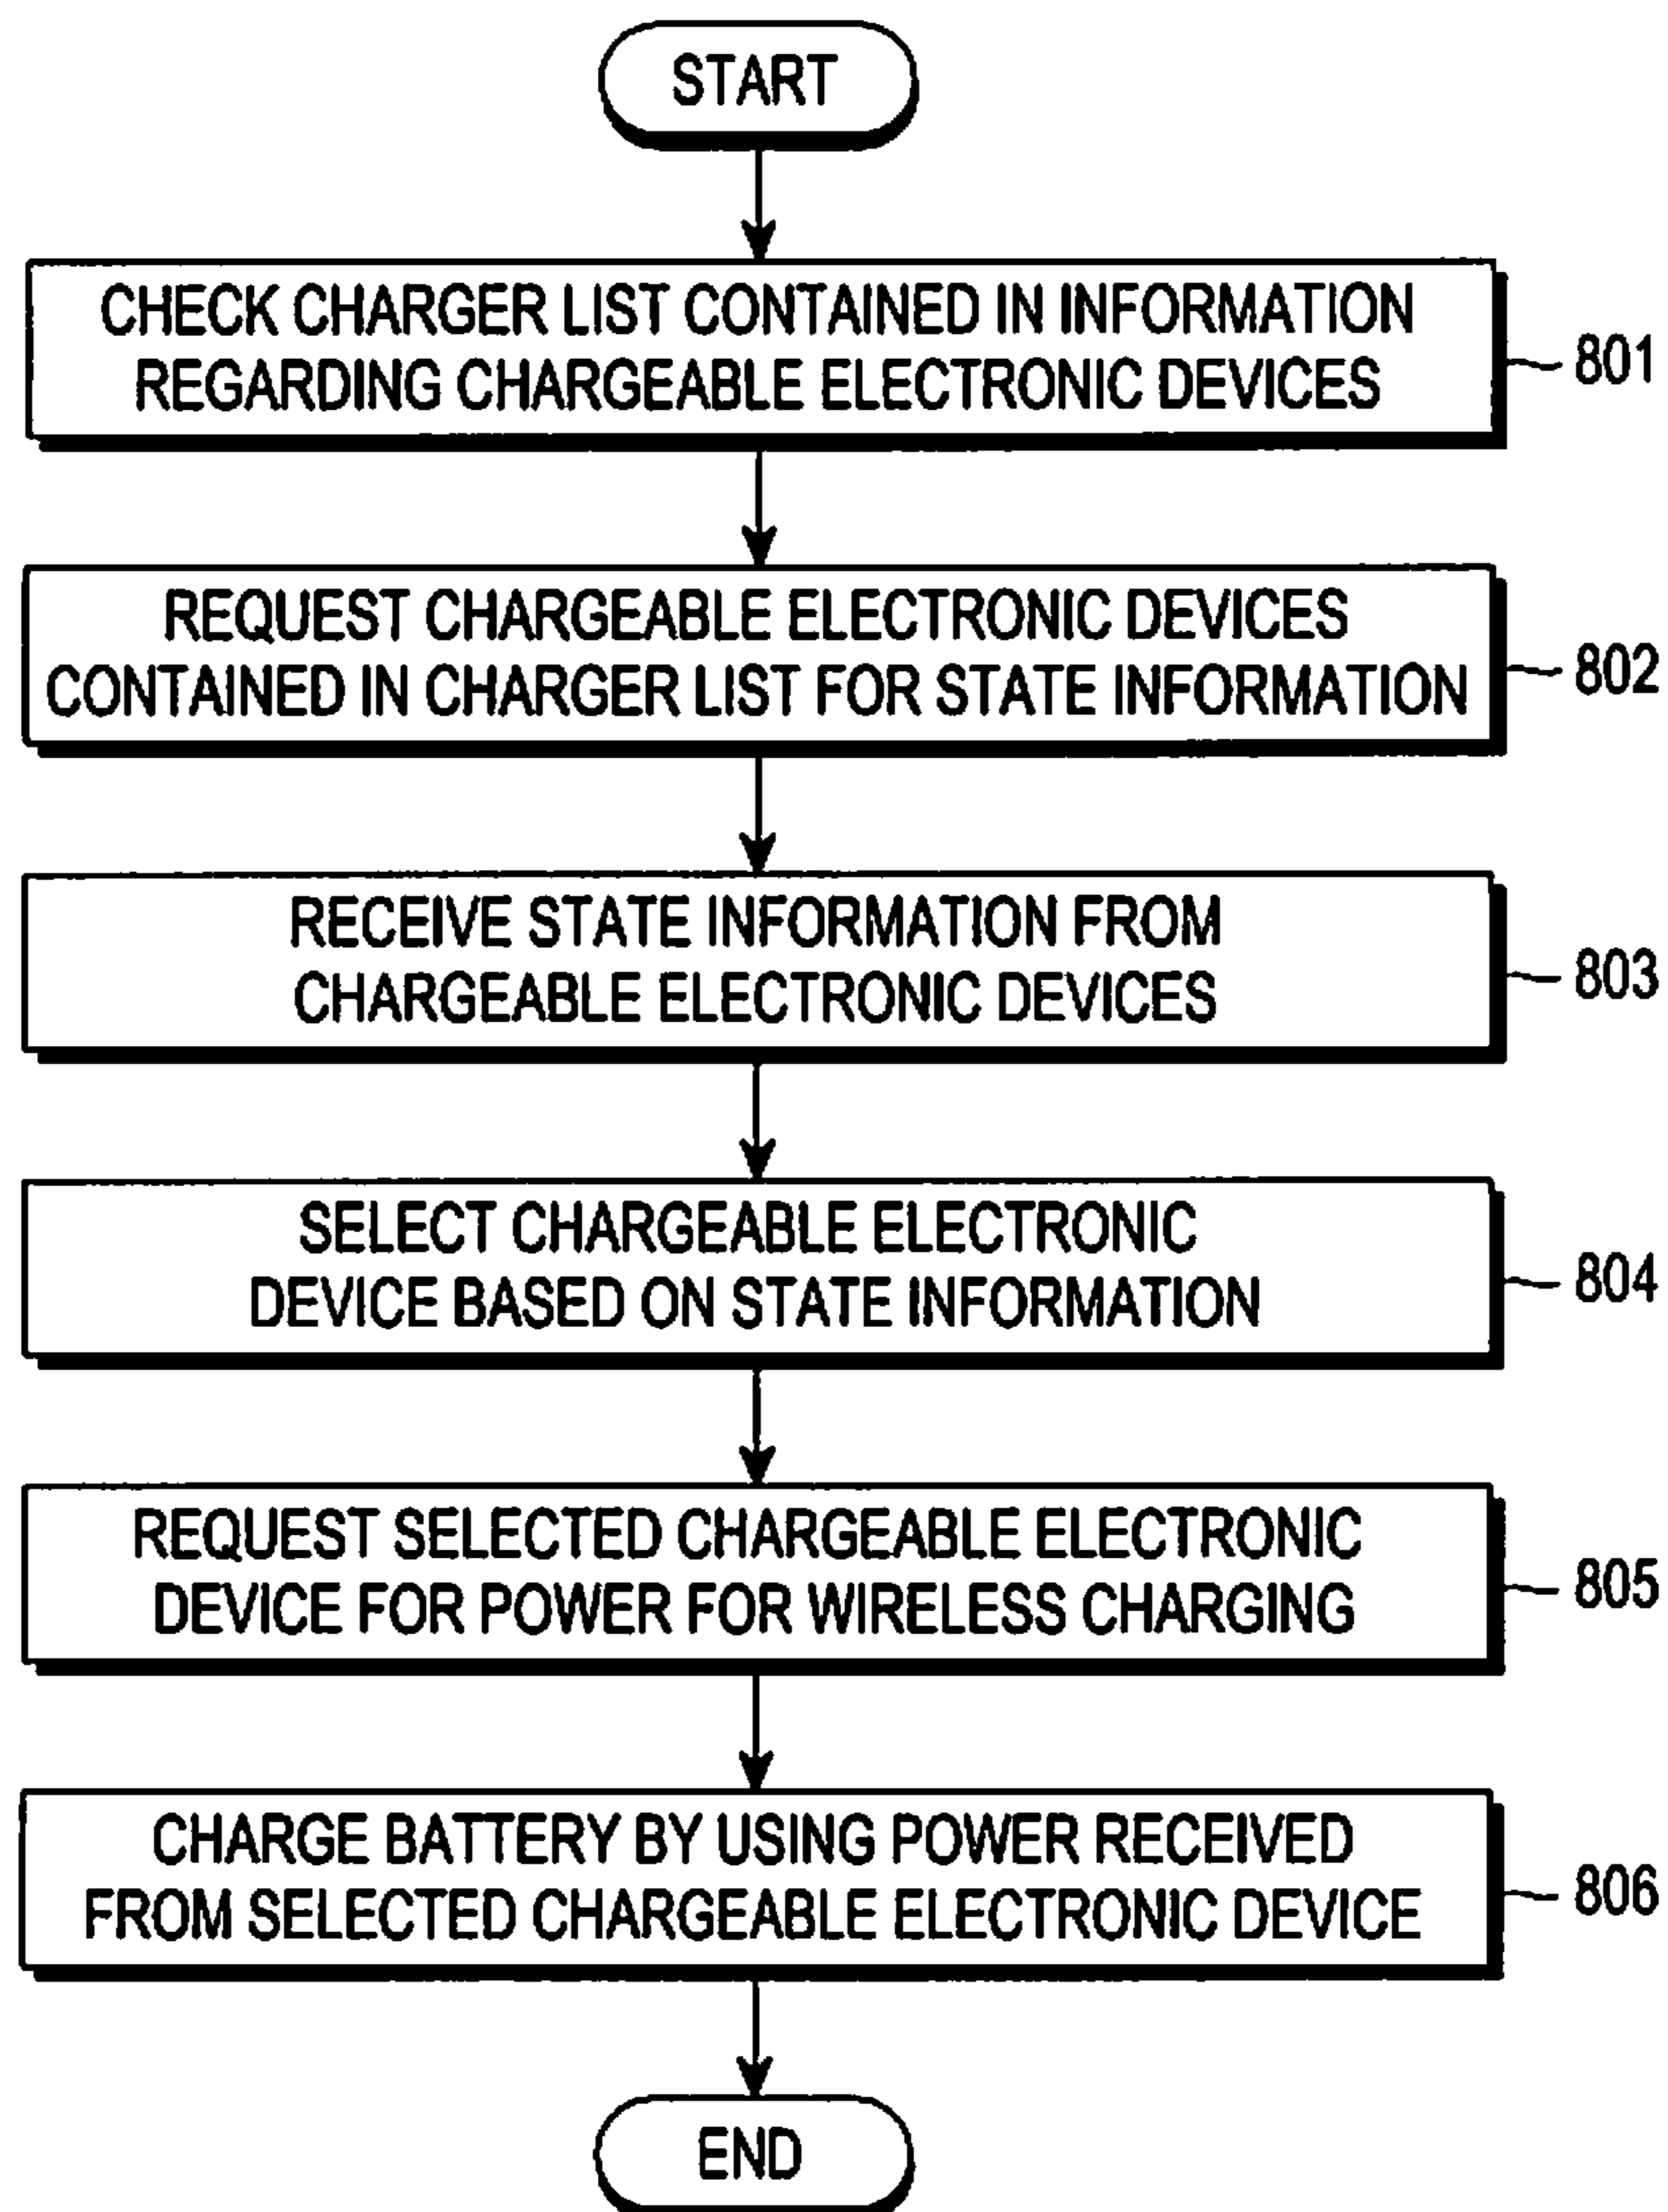 START
CHECK CHARGER LIST CONTAINED IN INFORMATION
REGARDING CHARGEABLE ELECTRONIC DEVICES
801
REQUEST CHARGEABLE ELECTRONIC DEVICES
CONTAINED IN CHARGER LIST FOR STATE INFORMATION
802
RECEIVE STATE INFORMATION FROM
CHARGEABLE ELECTRONIC DEVICES
803
SELECT CHARGEABLE ELECTRONIC
DEVICE BASED ON STATE INFORMATION
804
REQUEST SELECTED CHARGEABLE ELECTRONIC
DEVICE FOR POWER FOR WIRELESS CHARGING
805
CHARGE BATTERY BY USING POWER RECEIVED
FROM SELECTED CHARGEABLE ELECTRONIC DEVICE
806
END